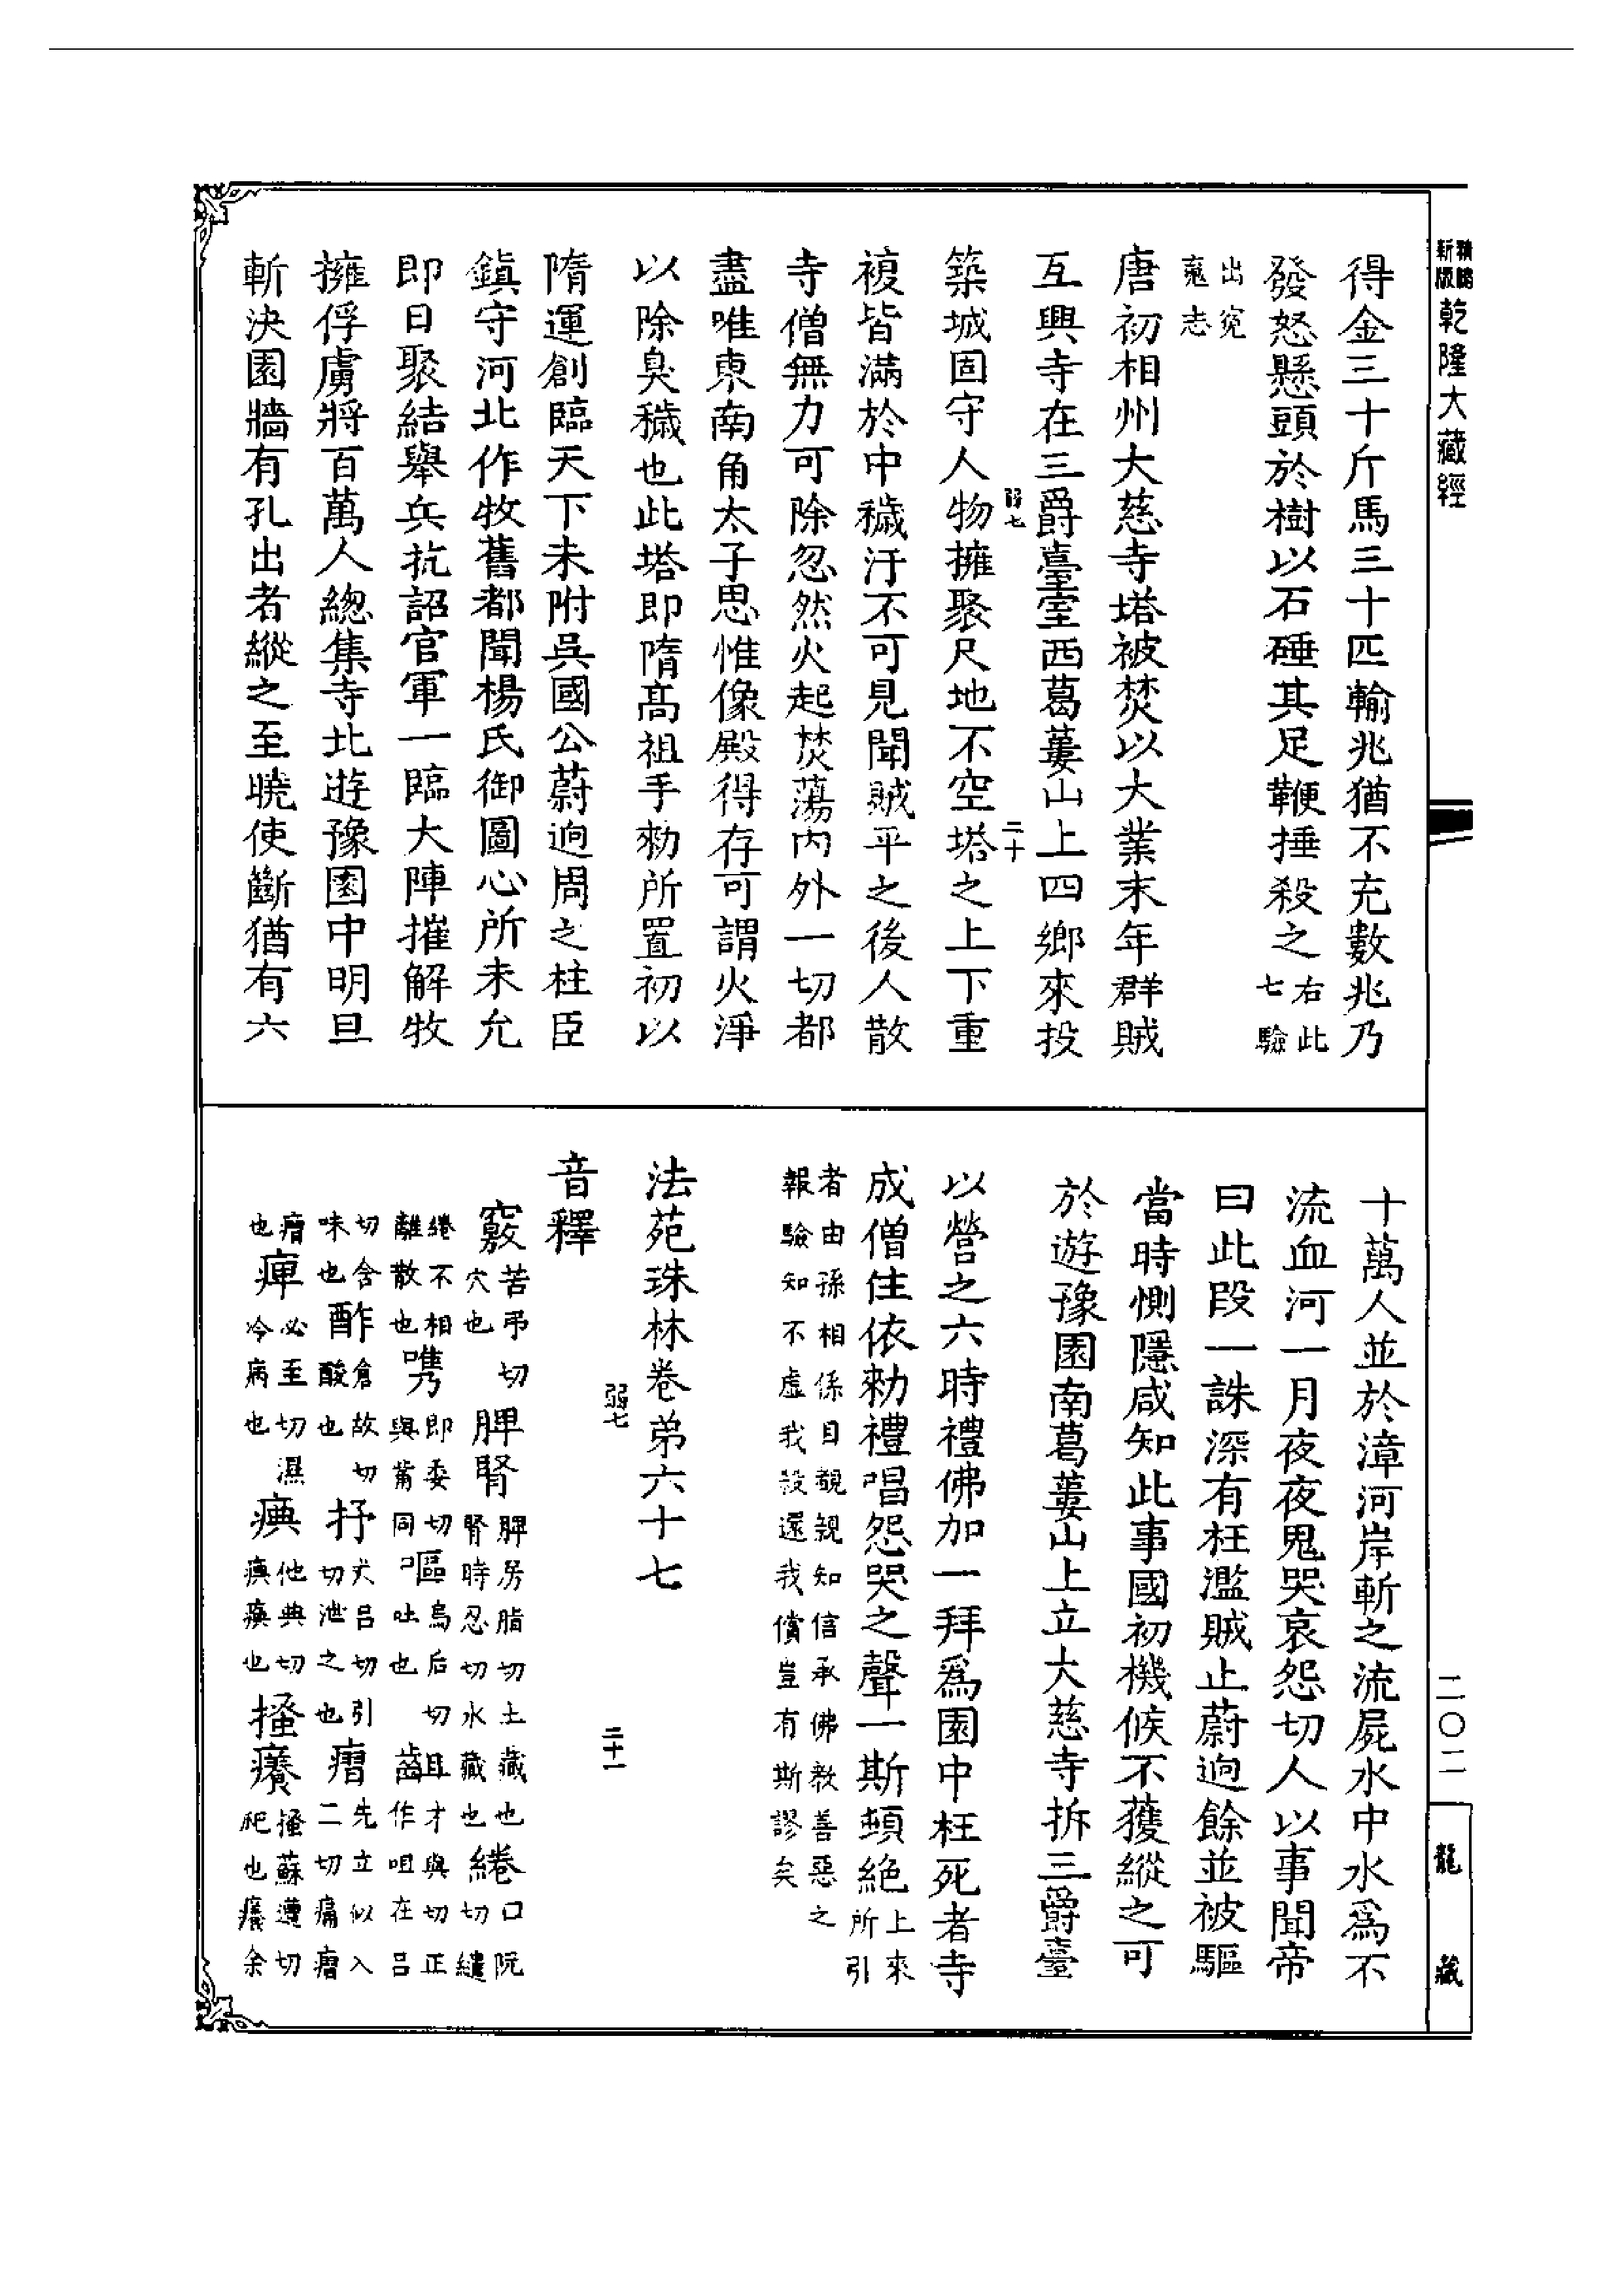 精鵬
新版
乾隆大藏經
得金三十斤馬三十匹輸兆猶不充數兆乃
發怒懸頭於樹以石硾其足鞭捶殺之右此七驗
出寃魂志
唐初相州大慈寺塔被焚以大業末年群賊
互興寺在三爵臺西葛蔞山上四鄉來投
築城固守人物擁聚尺地不空塔之上下重
複皆滿於中穢汙不可見聞賊平之後人散
寺僧無力可除忽然火起焚蕩內外一切都
盡唯東南角太子思惟像殿得存可謂火淨
以除臭穢也此塔即隋高祖手勑所置初以
隋運創臨天下未附吳國公蔚迥周之柱臣
鎮守河北作牧舊都聞楊氏御圖心所未允
即日聚結舉兵抗詔官軍一臨大陣摧解牧
擁俘虜將百萬人總集寺北遊豫園中明旦
斬決園牆有孔出者縱之至曉使斷猶有六
弱七
二十
十萬人並於漳河岸斬之流屍水中水爲不
流血河一月夜夜鬼哭哀怨切人以事聞帝
曰此段一誅深有枉濫賊止蔚迥餘並被驅
當時惻隱咸知此事國初機候不獲縱之可
於遊豫園南葛蔞山上立大慈寺拆三爵臺
以營之六時禮佛加一拜爲園中枉死者寺
成僧住依勑禮唱怨哭之聲一斯頓絶上來所引
者由孫相係目覩親知信承佛教善惡之
報驗知不虛我殺還我償豈有斯謬矣
法苑珠林卷第六十七
弱七
二十一
音釋
竅苦弔切穴也脾腎脾房脂切土藏也腎時忍切水藏也綣口阮切繾
綣不相離散也嶲即委切與觜同嘔烏后切吐也齟才與切正作咀在呂
切含味也酢倉故切酸也抒丈呂切引切泄之也㿊先立似入二切痛㿊
㿊也痺必至切濕冷病也㾑他典切瘓瘓也搔癢搔蘇遭切爬也癢余
二〇二
龍藏